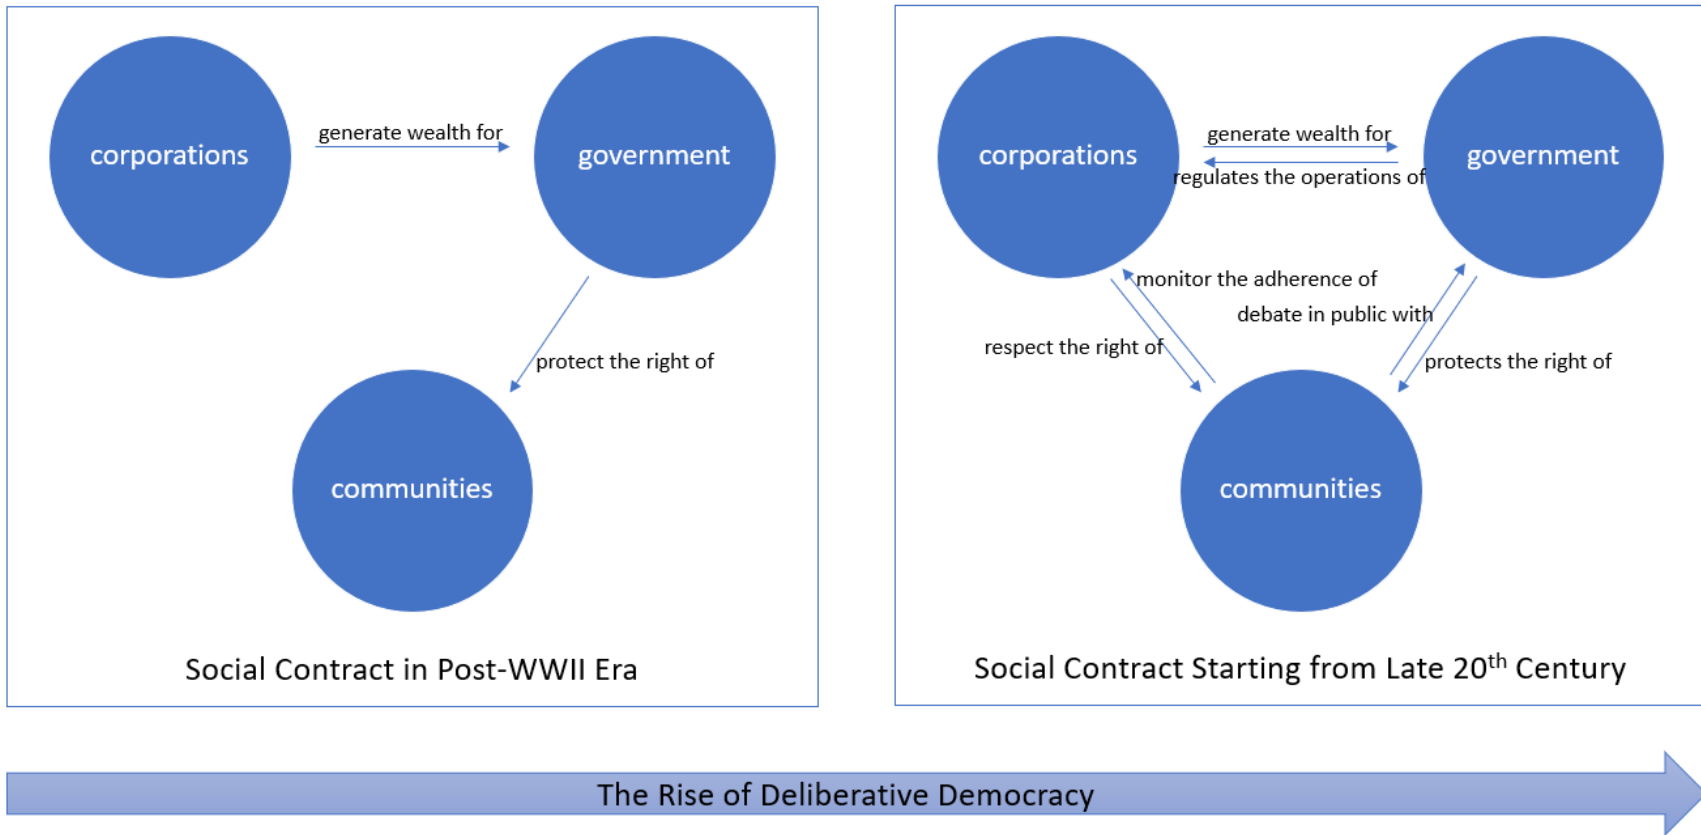 corporations
generate wealth for
government
protect the right of
communities
Social Contract in Post-WWII Era
corporations
generate wealth for
regulates the operations of
government
monitor the adherence of
debate in public with
respect the right of
protects the right of
communities
Social Contract Starting from Late 20th Century
The Rise of Deliberative Democracy